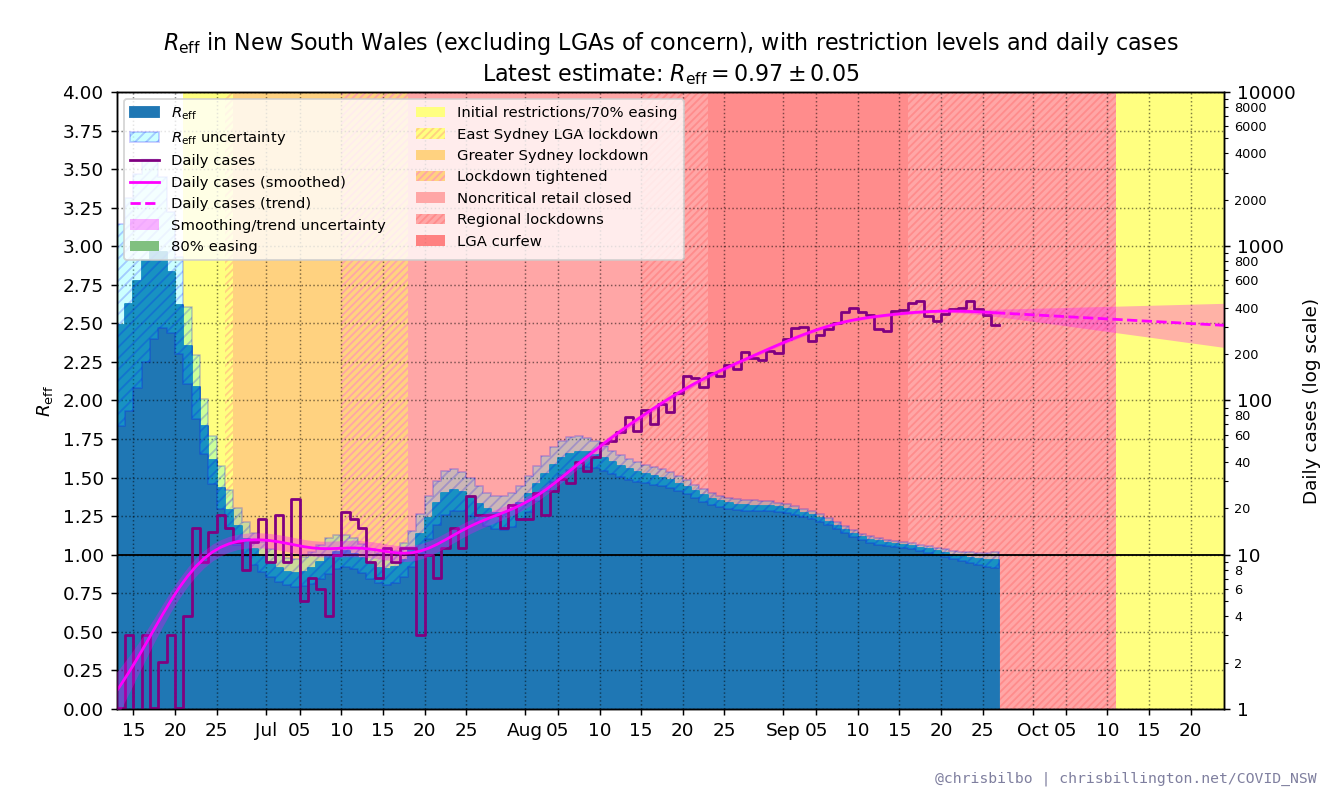 Reff in New South Wales (excluding LGAs of concern), with restriction levels and daily cases
Latest estimate: Reff = 0.97 ± 0.05
Reff
Reff uncertainty
Daily cases
Daily cases (smoothed)
Daily cases (trend)
Smoothing/trend uncertainty
80% easing
Initial restrictions/70% easing
East Sydney LGA lockdown
Greater Sydney lockdown
Lockdown tightened
Noncritical retail closed
Regional lockdowns
LGA curfew
Reff
4.00
3.75
3.50
3.25
3.00
2.75
2.50
2.25
2.00
1.75
1.50
1.25
1.00
0.75
0.50
0.25
0.00
10000
8000
6000
4000
2000
1000
800
600
400
200
100
80
60
40
20
10
8
6
4
2
1
Daily cases (log scale)
15 20 25 Jul 05 10 15 20 25 Aug 05 10 15 20 25 Sep 05 10 15 20 25 Oct 05 10 15 20
@chrisbilbo | chrisbillington.net/COVID_NSW